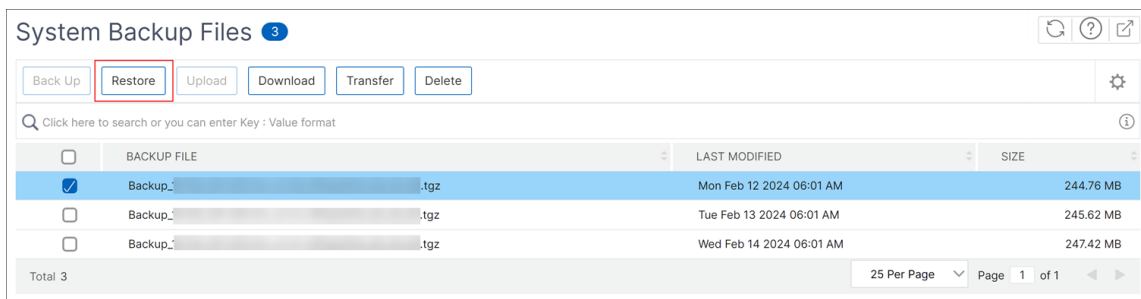 System Backup Files 3
Back Up Restore Upload Download Transfer Delete
Click here to search or you can enter Key : Value format
BACKUP FILE LAST MODIFIED SIZE
Backup_ .tgz Mon Feb 12 2024 06:01 AM 244.76 MB
Backup_ .tgz Tue Feb 13 2024 06:01 AM 245.62 MB
Backup_ .tgz Wed Feb 14 2024 06:01 AM 247.42 MB
Total 3 25 Per Page Page 1 of 1